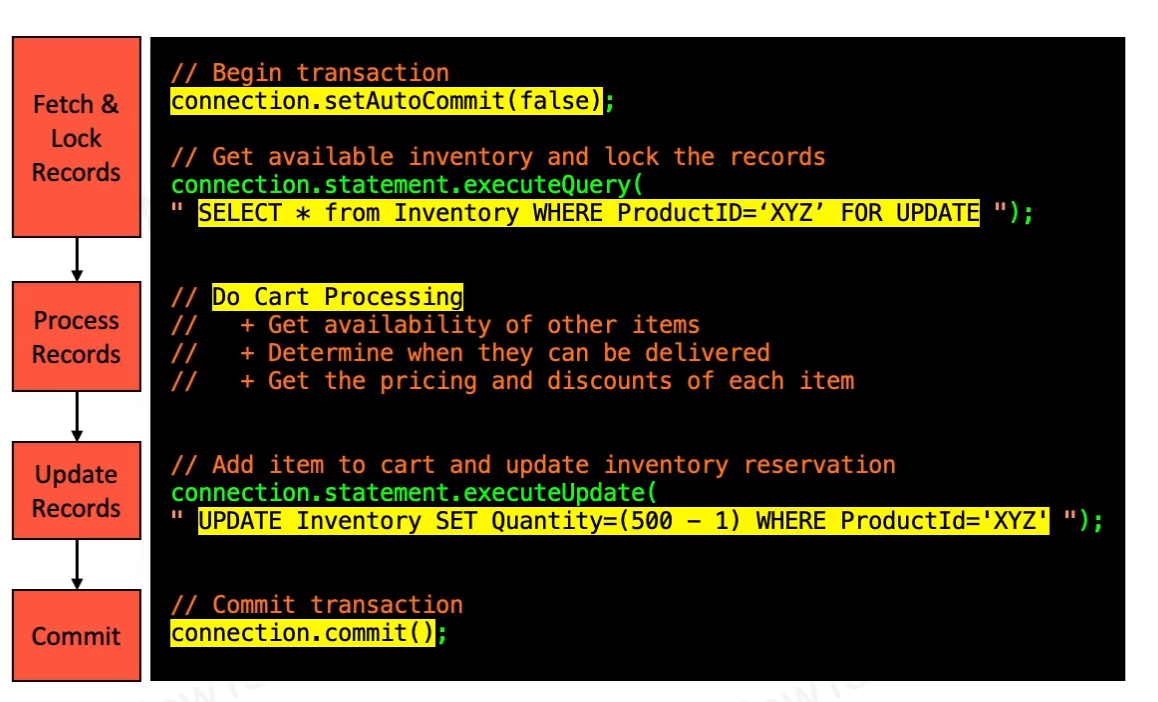 Fetch &
Lock
Records
// Begin transaction
connection.setAutoCommit(false);
// Get available inventory and lock the records
connection.statement.executeQuery(
" SELECT * from Inventory WHERE ProductID=‘XYZ’ FOR UPDATE ");
Process
Records
// Do Cart Processing
//   + Get availability of other items
//   + Determine when they can be delivered
//   + Get the pricing and discounts of each item
Update
Records
// Add item to cart and update inventory reservation
connection.statement.executeUpdate(
" UPDATE Inventory SET Quantity=(500 – 1) WHERE ProductId='XYZ' ");
Commit
// Commit transaction
connection.commit();